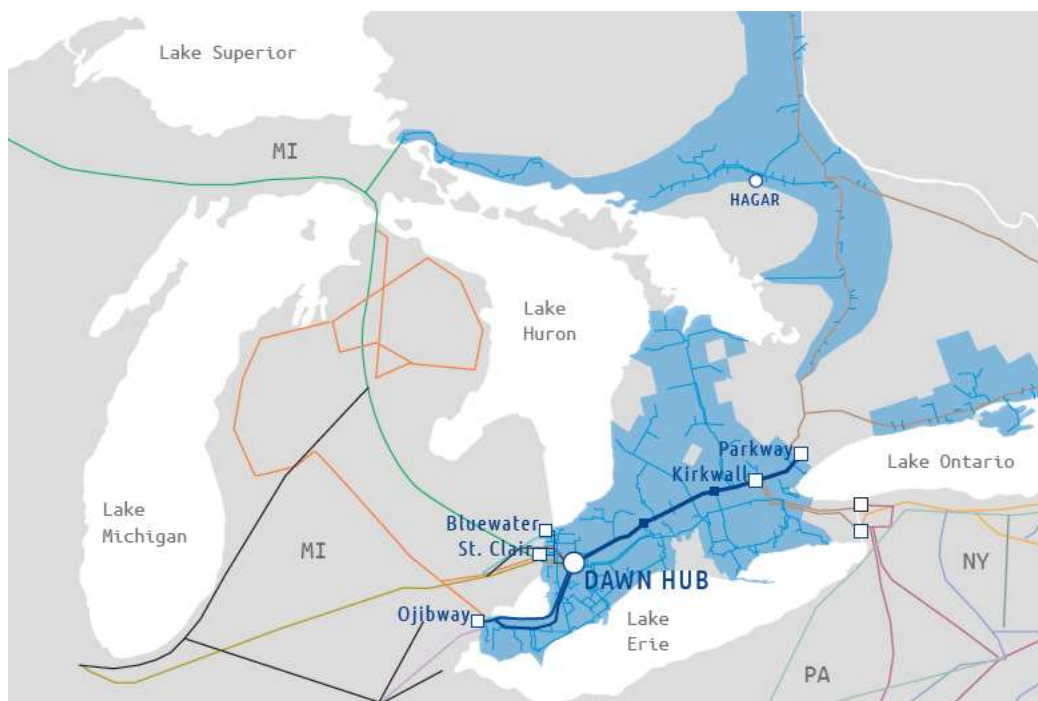 Lake Superior
MI
HAGAR
Lake
Huron
Parkway
Kirkwall
Lake Ontario
Lake
Michigan
Bluewater
St. Clair
MI
DAWN HUB
NY
Ojibway
Lake
Erie
PA